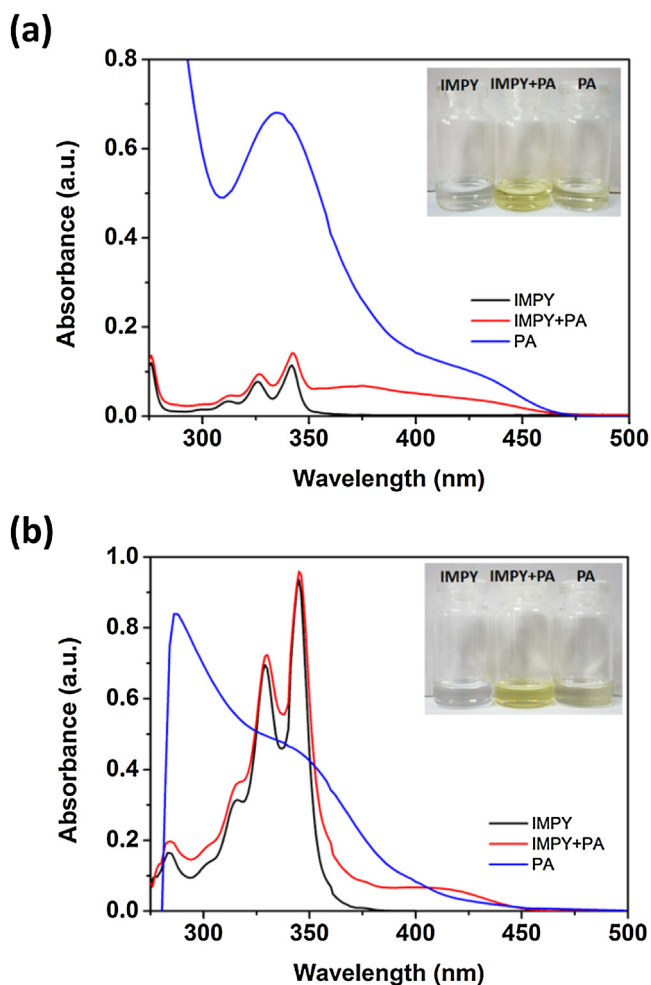 (a)
0.8
0.6
0.4
0.2
0.0
Absorbance (a.u.)
IMPY IMPY+PA PA
IMPY
IMPY+PA
PA
300 350 400 450 500
Wavelength (nm)
(b)
1.0
0.8
0.6
0.4
0.2
0.0
Absorbance (a.u.)
IMPY IMPY+PA PA
IMPY
IMPY+PA
PA
300 350 400 450 500
Wavelength (nm)